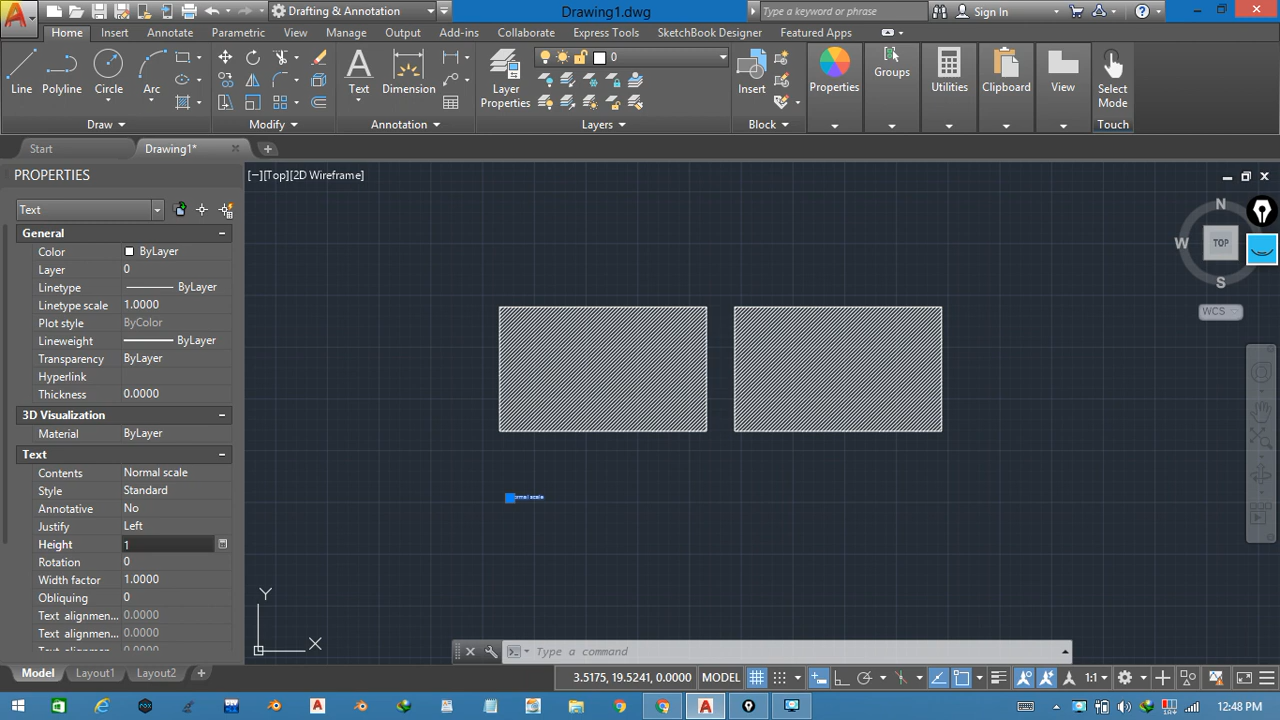 Drafting & Annotation
Drawing1.dwg
Type a keyword or phrase
Sign In
Home Insert Annotate Parametric View Manage Output Add-ins Collaborate Express Tools SketchBook Designer Featured Apps
Line Polyline Circle Arc
Text Dimension
Layer Properties
0
Insert
Properties Groups Utilities Clipboard View Select Mode
Draw Modify Annotation Layers Block Touch
Start Drawing1*
PROPERTIES
[−][Top][2D Wireframe]
Text
General
Color ByLayer
Layer 0
Linetype ByLayer
Linetype scale 1.0000
Plot style ByColor
Lineweight ByLayer
Transparency ByLayer
Hyperlink
Thickness 0.0000
3D Visualization
Material ByLayer
Text
Contents Normal scale
Style Standard
Annotative No
Justify Left
Height 1
Rotation 0
Width factor 1.0000
Obliquing 0
Text alignmen... 0.0000
Text alignmen... 0.0000
N
W TOP
S
WCS
Y
X
Type a command
Model Layout1 Layout2
3.5175, 19.5241, 0.0000 MODEL 1:1
12:48 PM